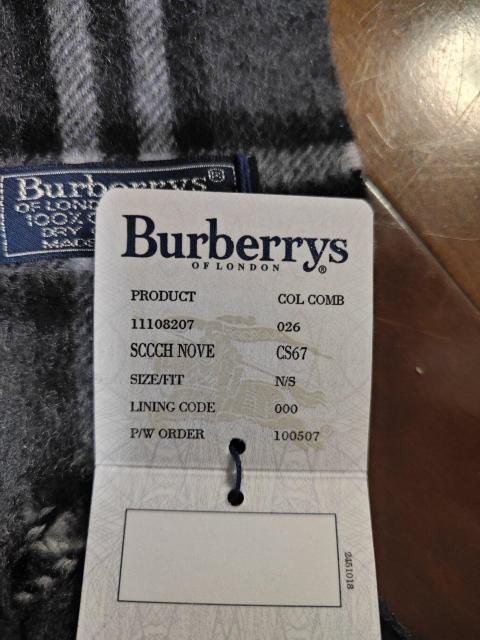 Burberrys®
OF LOND
100%
DRY
MADE
Burberrys®
OF LONDON
PRODUCT COL COMB
11108207 026
SCCCH NOVE CS67
SIZE/FIT N/S
LINING CODE 000
P/W ORDER 100507
2451018